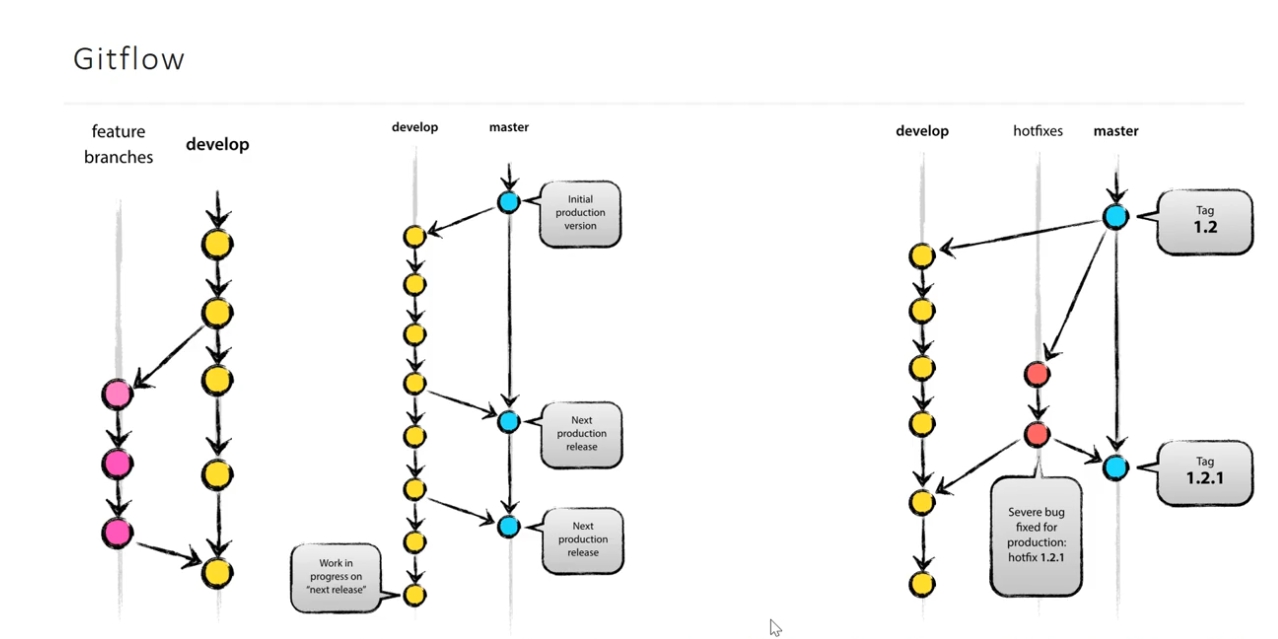 Gitflow
feature
branches
develop
develop
master
Initial
production
version
Next
production
release
Next
production
release
Work in
progress on
"next release"
develop
hotfixes
master
Tag
1.2
Tag
1.2.1
Severe bug
fixed for
production:
hotfix 1.2.1